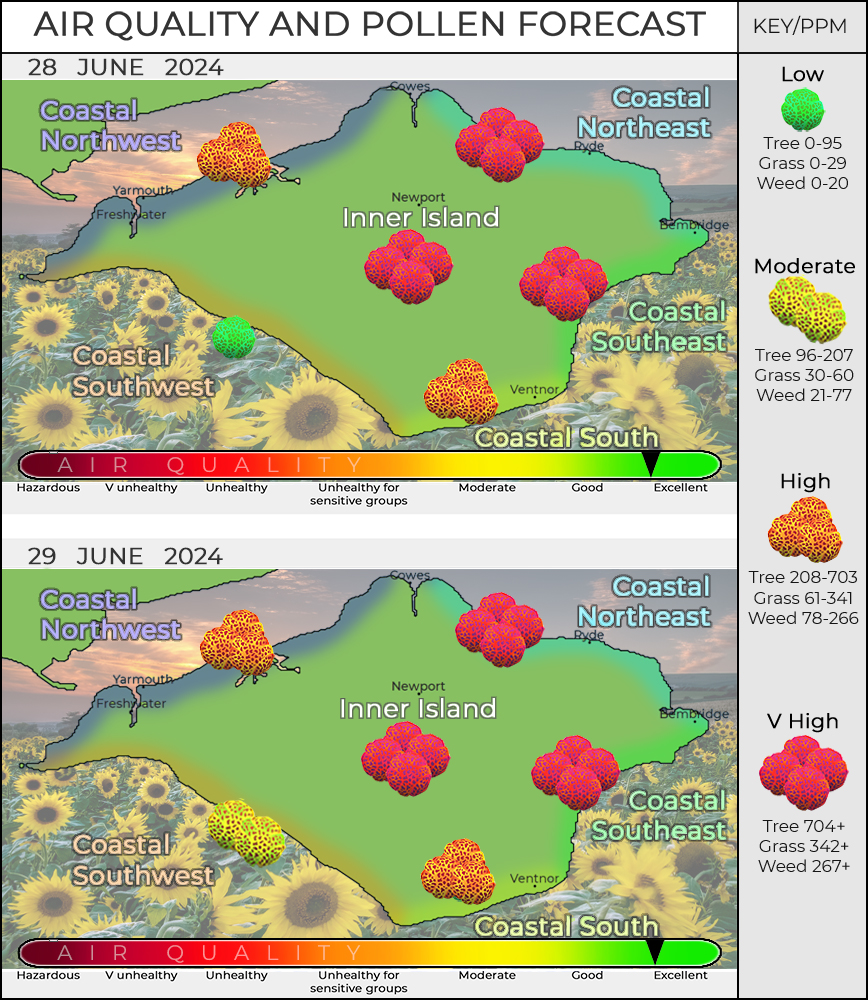 AIR QUALITY AND POLLEN FORECAST
KEY/PPM
28 JUNE 2024
Cowes
Coastal
Northwest
Coastal
Northeast
Ryde
Yarmouth
Freshwater
Newport
Inner Island
Bembridge
Coastal
Southeast
Coastal
Southwest
Ventnor
Coastal South
AIR QUALITY
Hazardous
V unhealthy
Unhealthy
Unhealthy for
sensitive groups
Moderate
Good
Excellent
29 JUNE 2024
Cowes
Coastal
Northwest
Coastal
Northeast
Ryde
Yarmouth
Freshwater
Newport
Inner Island
Bembridge
Coastal
Southeast
Coastal
Southwest
Ventnor
Coastal South
AIR QUALITY
Hazardous
V unhealthy
Unhealthy
Unhealthy for
sensitive groups
Moderate
Good
Excellent
Low
Tree 0-95
Grass 0-29
Weed 0-20
Moderate
Tree 96-207
Grass 30-60
Weed 21-77
High
Tree 208-703
Grass 61-341
Weed 78-266
V High
Tree 704+
Grass 342+
Weed 267+